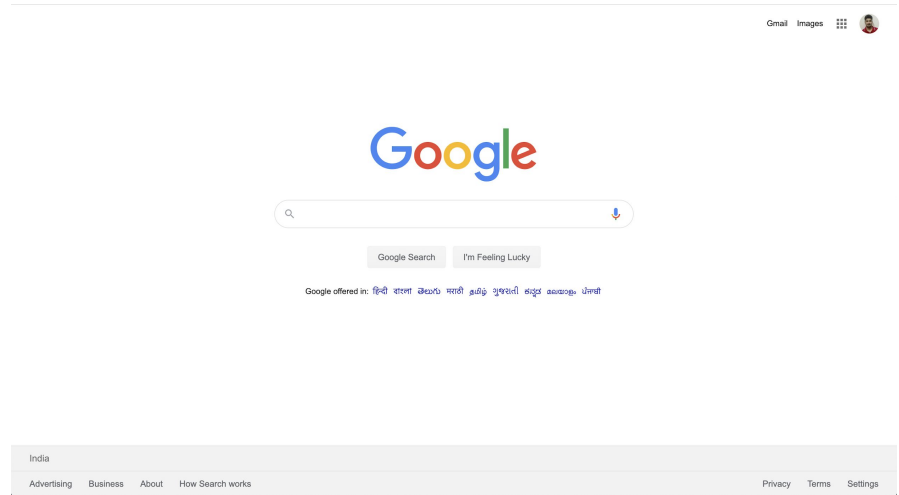 Gmail Images
Google
Google Search I'm Feeling Lucky
Google offered in: हिन्दी বাংলা తెలుగు मराठी தமிழ் ગુજરાતી ಕನ್ನಡ മലയാളം ਪੰਜਾਬੀ
India
Advertising Business About How Search works Privacy Terms Settings